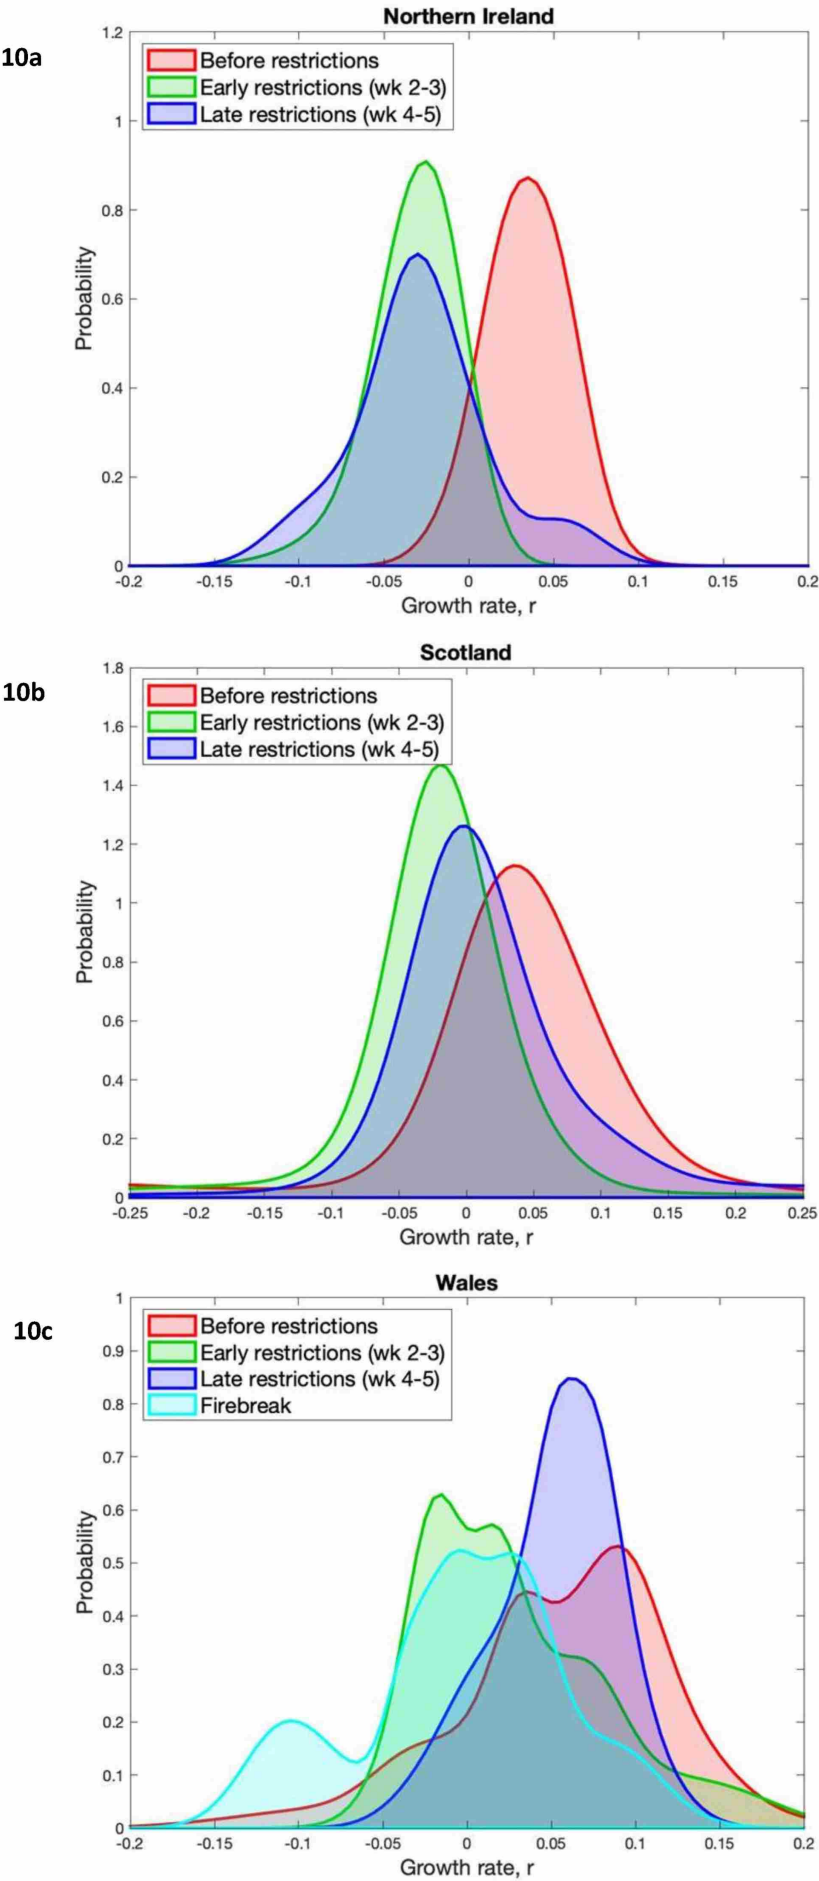 Northern Ireland
10a
1.2
1
0.8
0.6
0.4
0.2
0
Probability
Before restrictions
Early restrictions (wk 2-3)
Late restrictions (wk 4-5)
-0.2 -0.15 -0.1 -0.05 0 0.05 0.1 0.15 0.2
Growth rate, r
Scotland
10b
1.8
1.6
1.4
1.2
1
0.8
0.6
0.4
0.2
0
Probability
Before restrictions
Early restrictions (wk 2-3)
Late restrictions (wk 4-5)
-0.25 -0.2 -0.15 -0.1 -0.05 0 0.05 0.1 0.15 0.2 0.25
Growth rate, r
Wales
10c
1
0.9
0.8
0.7
0.6
0.5
0.4
0.3
0.2
0.1
0
Probability
Before restrictions
Early restrictions (wk 2-3)
Late restrictions (wk 4-5)
Firebreak
-0.2 -0.15 -0.1 -0.05 0 0.05 0.1 0.15 0.2
Growth rate, r